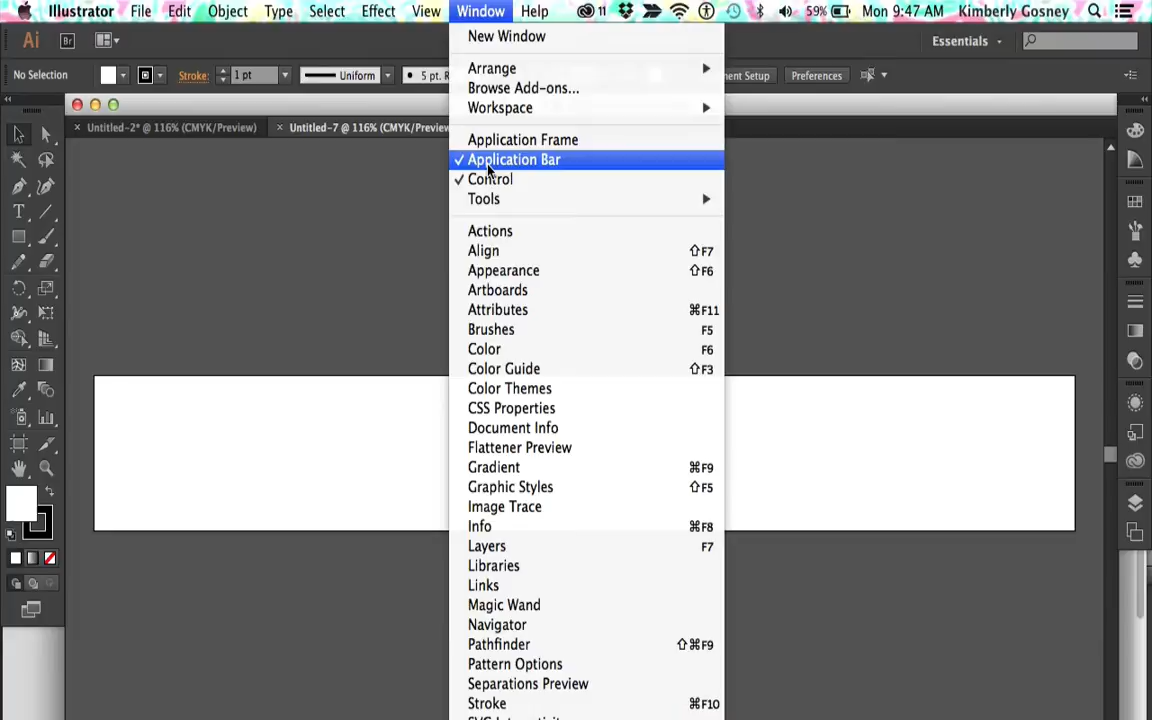 Illustrator File Edit Object Type Select Effect View Window Help 11 59% Mon 9:47 AM Kimberly Gosney
Ai Br Essentials
No Selection Stroke: 1 pt Uniform 5 pt. R ment Setup Preferences
Untitled-2* @ 116% (CMYK/Preview) Untitled-7 @ 116% (CMYK/Preview
New Window
Arrange
Browse Add-ons...
Workspace
Application Frame
Application Bar
Control
Tools
Actions
Align ⇧F7
Appearance ⇧F6
Artboards
Attributes ⌘F11
Brushes F5
Color F6
Color Guide ⇧F3
Color Themes
CSS Properties
Document Info
Flattener Preview
Gradient ⌘F9
Graphic Styles ⇧F5
Image Trace
Info ⌘F8
Layers F7
Libraries
Links
Magic Wand
Navigator
Pathfinder ⇧⌘F9
Pattern Options
Separations Preview
Stroke ⌘F10